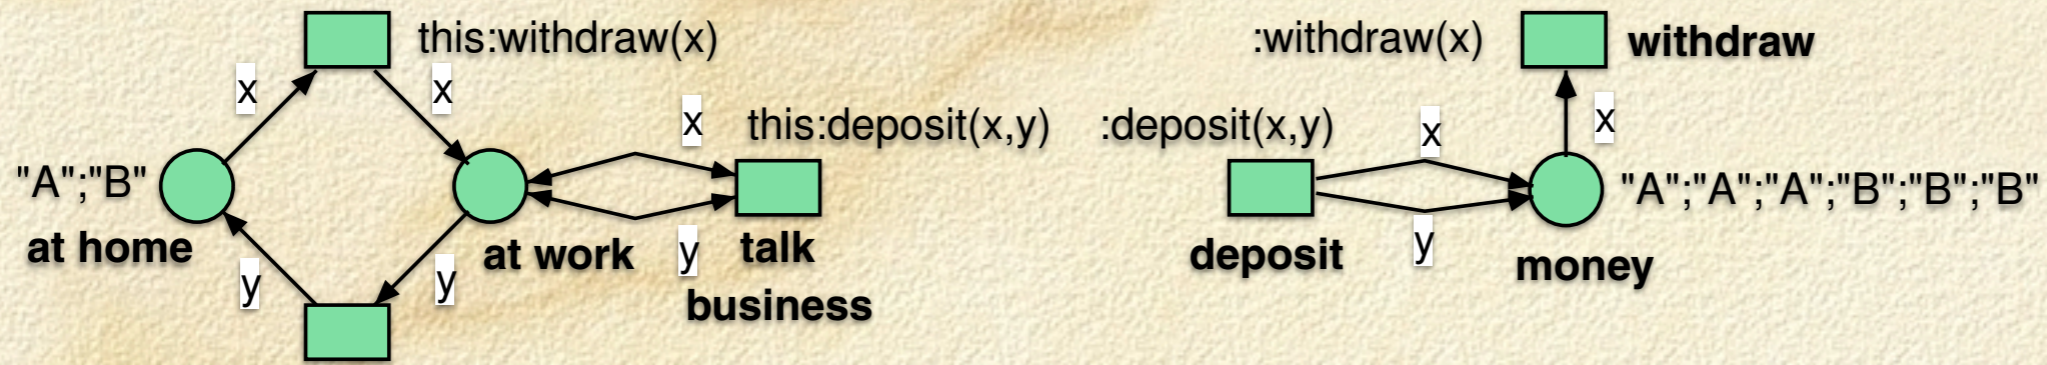 this:withdraw(x)
:withdraw(x)
withdraw
x
x
x
this:deposit(x,y)
:deposit(x,y)
x
x
"A";"B"
"A";"A";"A";"B";"B";"B"
at home
at work
y
talk
deposit
y
money
y
y
business